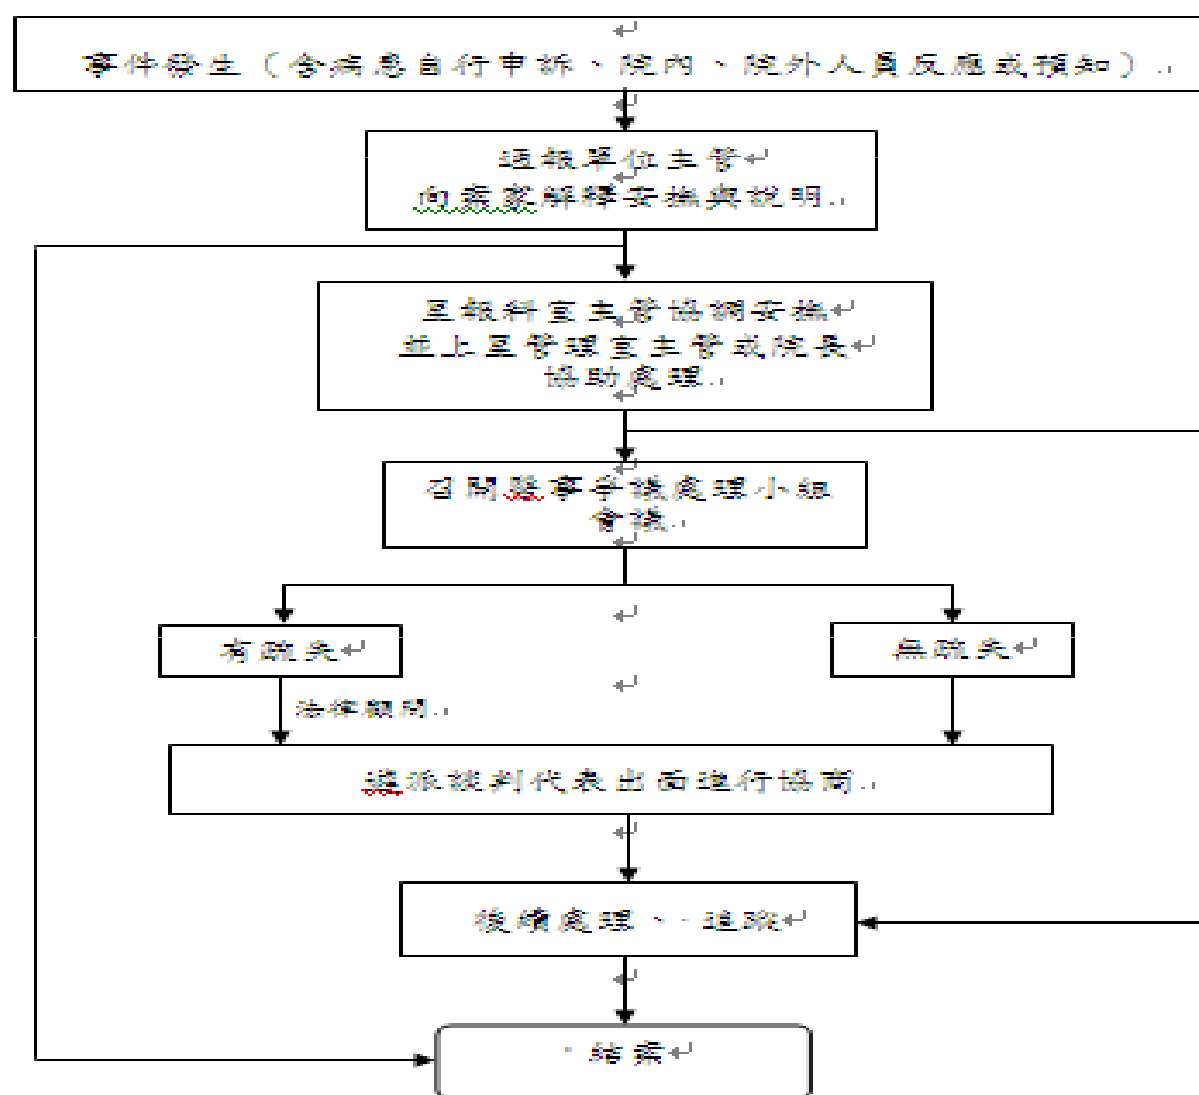 事件發生（含病患自行申訴、院內、院外人員反應或預知）
通報單位主管
向案家解釋安撫與說明
呈報科室主管協調安撫
並上呈管理室主管或院長
協助處理
召開醫事爭議處理小組
會議
有疏失
無疏失
法律顧問
遴派談判代表出面進行協商
後續處理、追蹤
結案